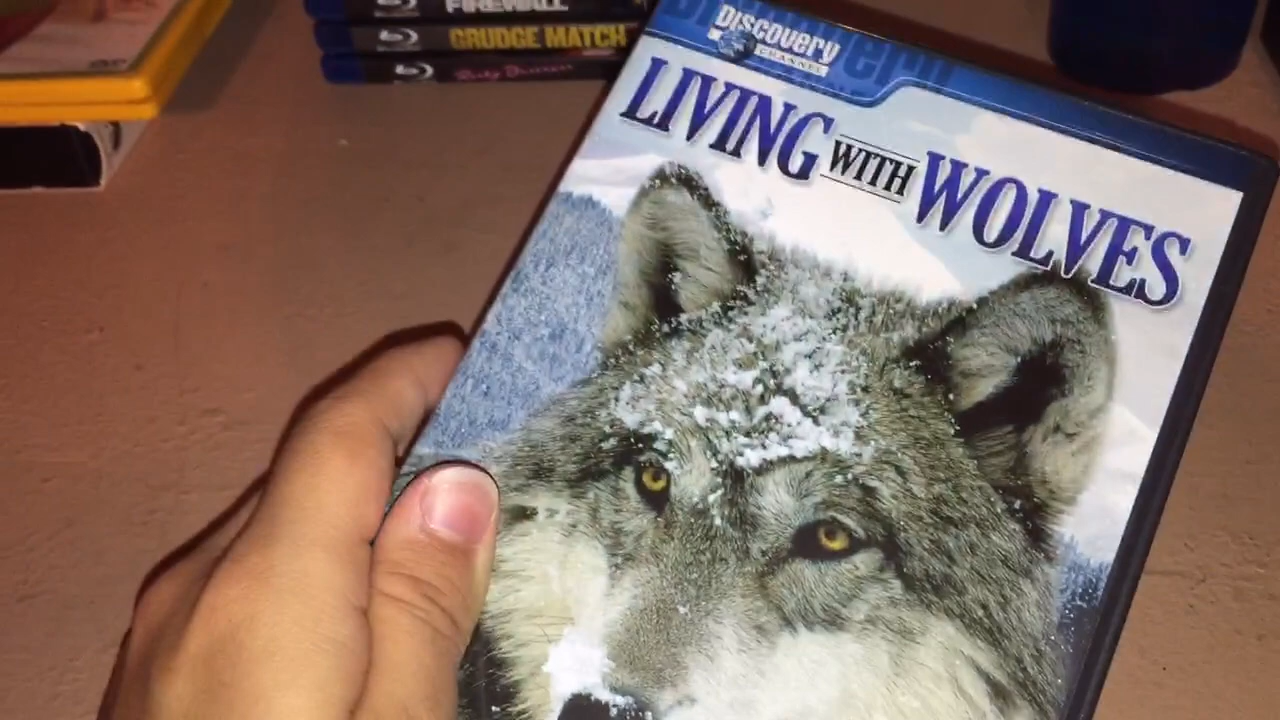 FIREWALL
GRUDGE MATCH
Discovery
CHANNEL
LIVING WITH WOLVES